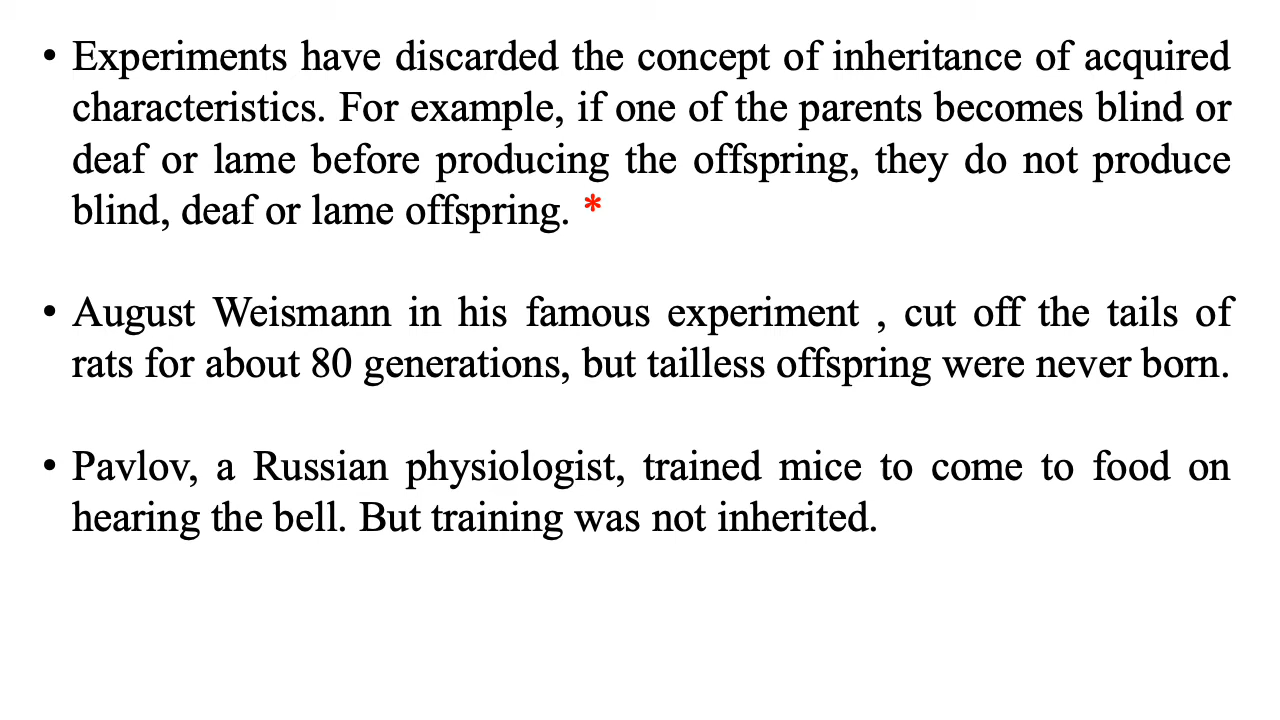 • Experiments have discarded the concept of inheritance of acquired
characteristics. For example, if one of the parents becomes blind or
deaf or lame before producing the offspring, they do not produce
blind, deaf or lame offspring. *
• August Weismann in his famous experiment , cut off the tails of
rats for about 80 generations, but tailless offspring were never born.
• Pavlov, a Russian physiologist, trained mice to come to food on
hearing the bell. But training was not inherited.